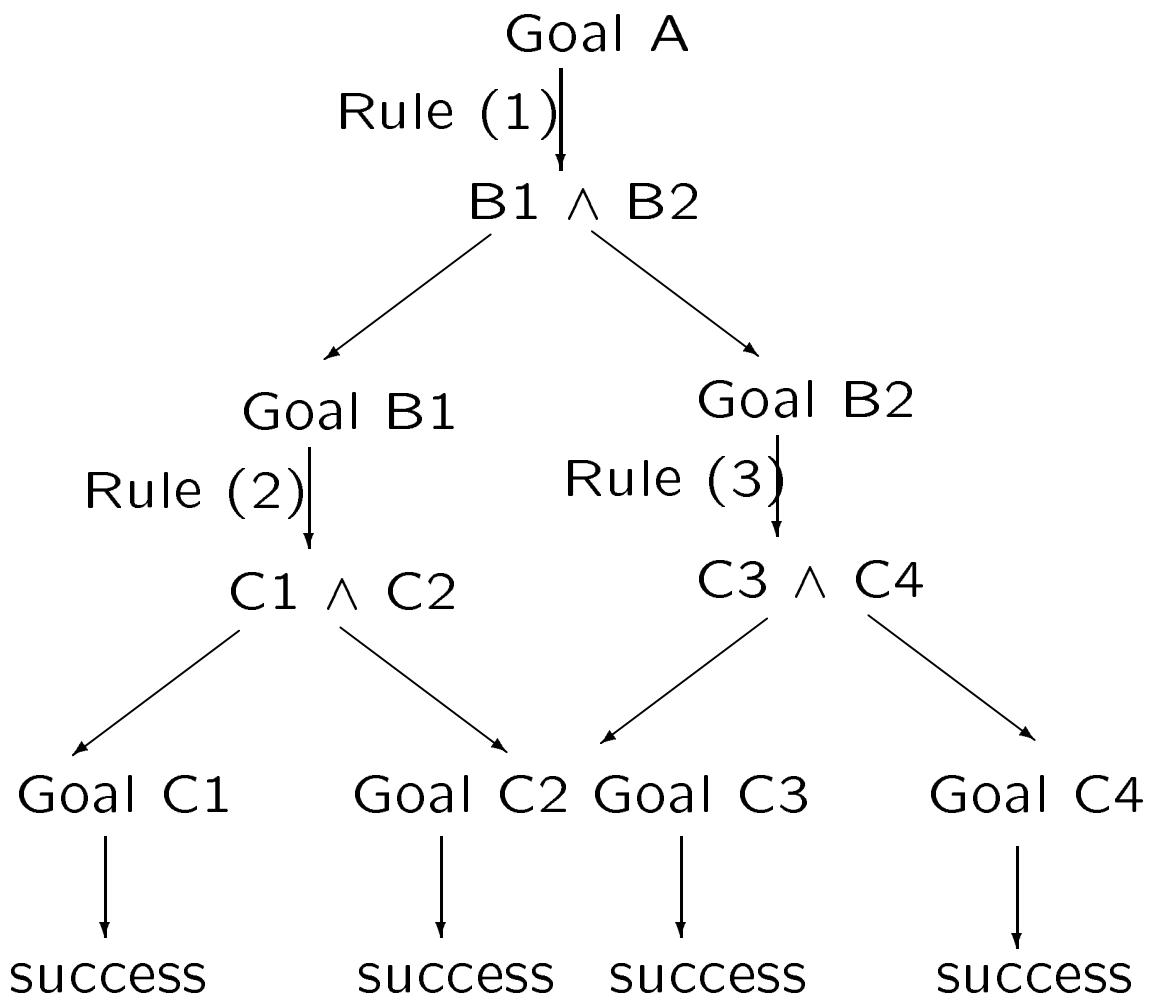 Goal A
Rule (1)
B1 ∧ B2
Goal B1
Goal B2
Rule (2)
Rule (3)
C1 ∧ C2
C3 ∧ C4
Goal C1
Goal C2
Goal C3
Goal C4
success
success
success
success